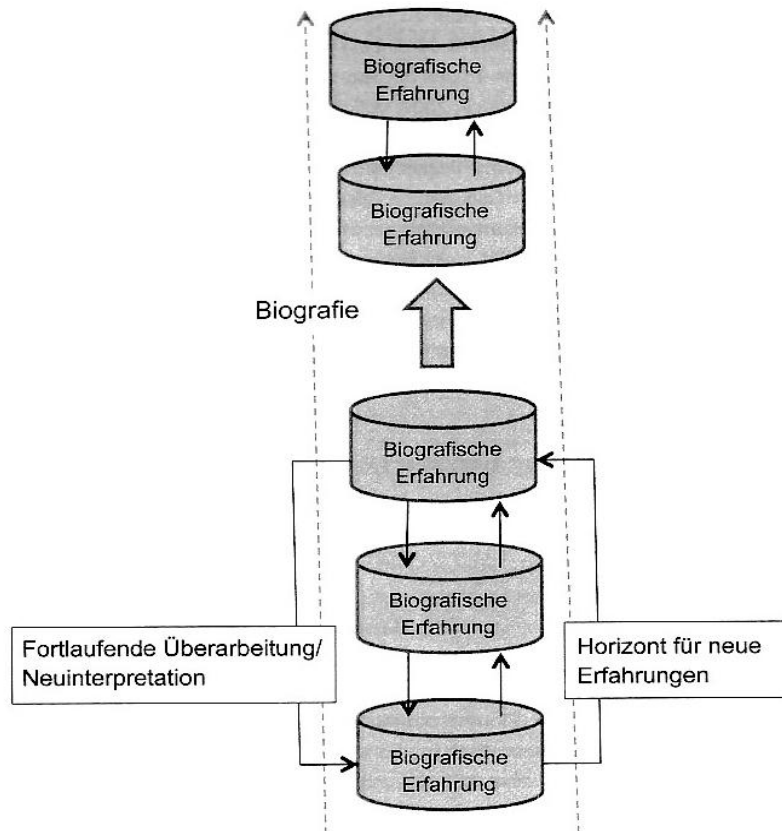 Biografische
Erfahrung
Biografische
Erfahrung
Biografie
Biografische
Erfahrung
Biografische
Erfahrung
Fortlaufende Überarbeitung/
Neuinterpretation
Horizont für neue
Erfahrungen
Biografische
Erfahrung